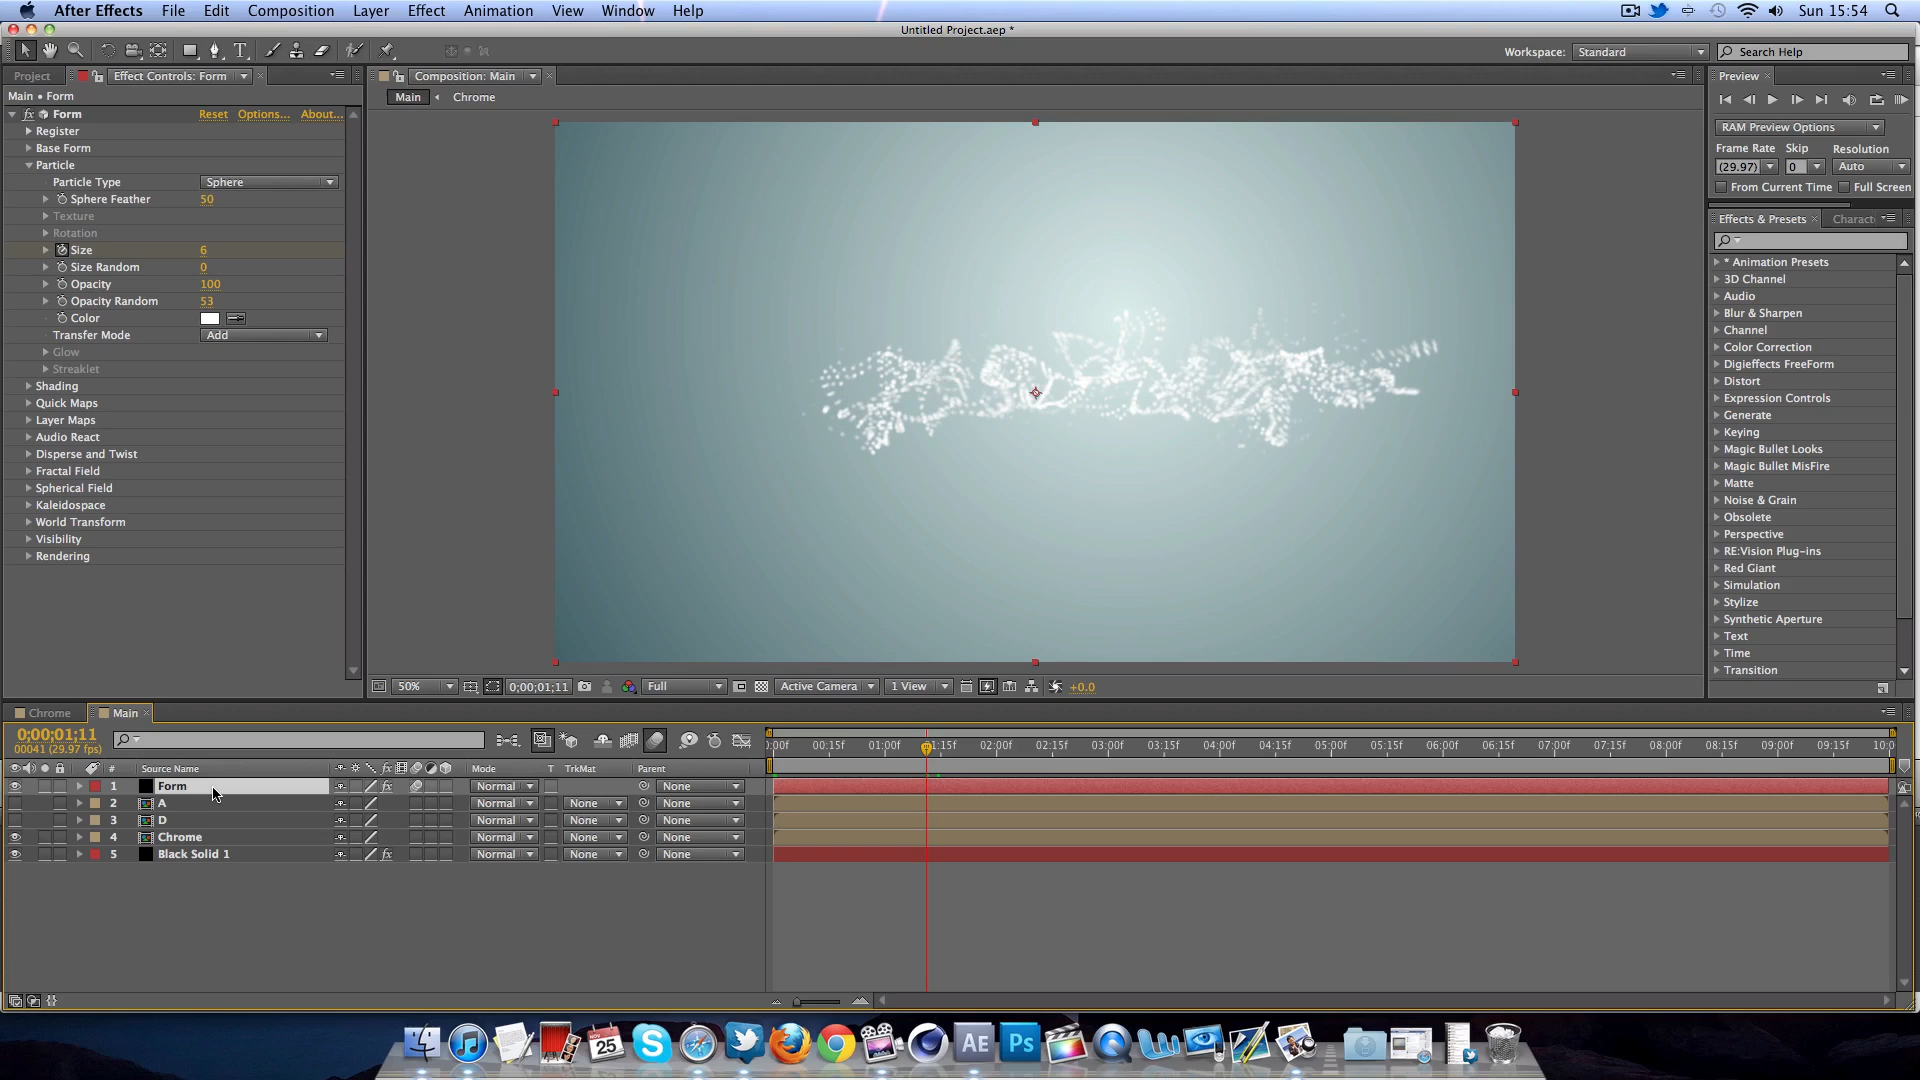 After Effects File Edit Composition Layer Effect Animation View Window Help Sun 15:54
Untitled Project.aep *
Workspace: Standard Search Help
Project Effect Controls: Form Composition: Main Preview
Main • Form
Main Chrome
Form Reset Options... About...
Register
Base Form
Particle
Particle Type Sphere
Sphere Feather 50
Texture
Rotation
Size 6
Size Random 0
Opacity 100
Opacity Random 53
Color
Transfer Mode Add
Glow
Streaklet
Shading
Quick Maps
Layer Maps
Audio React
Disperse and Twist
Fractal Field
Spherical Field
Kaleidospace
World Transform
Visibility
Rendering
RAM Preview Options
Frame Rate Skip Resolution
(29.97) 0 Auto
From Current Time Full Screen
Effects & Presets Charact
* Animation Presets
3D Channel
Audio
Blur & Sharpen
Channel
Color Correction
Digieffects FreeForm
Distort
Expression Controls
Generate
Keying
Magic Bullet Looks
Magic Bullet MisFire
Matte
Noise & Grain
Obsolete
Perspective
RE:Vision Plug-ins
Red Giant
Simulation
Stylize
Synthetic Aperture
Text
Time
Transition
50% 0;00;01;11 Full Active Camera 1 View +0.0
Chrome Main
0;00;01;11
00041 (29.97 fps)
):00f 00:15f 01:00f 01:15f 02:00f 02:15f 03:00f 03:15f 04:00f 04:15f 05:00f 05:15f 06:00f 06:15f 07:00f 07:15f 08:00f 08:15f 09:00f 09:15f 10:0
# Source Name fx Mode T TrkMat Parent
1 Form fx Normal None
2 A Normal None None
3 D Normal None None
4 Chrome Normal None None
5 Black Solid 1 fx Normal None None
NOV
25
AE
Ps